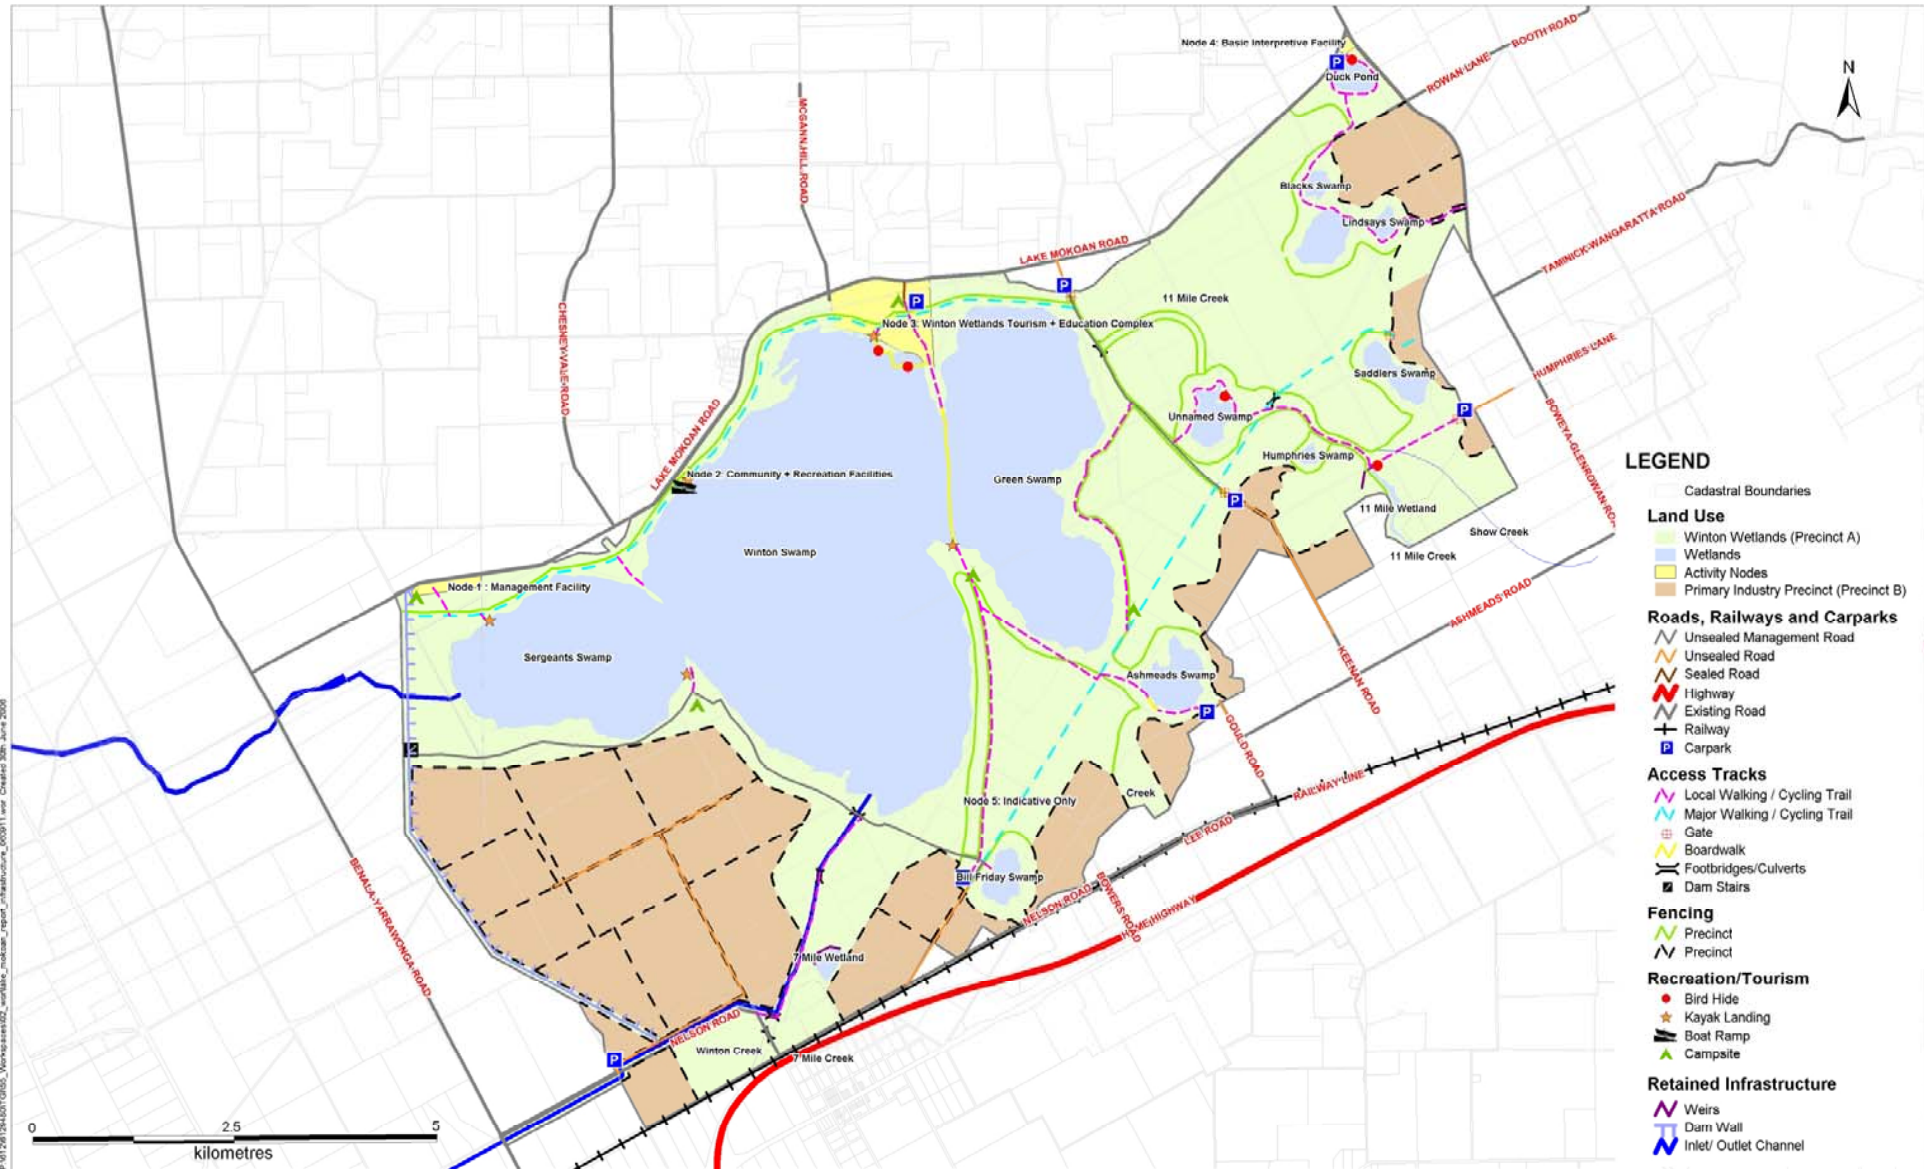 Node 4: Basic Interpretive Facility
Duck Pond
ROWAN LANE
BOOTH ROAD
N
MCGANN HILL ROAD
Blacks Swamp
Lindsays Swamp
TAMINICK-WANGARATTA ROAD
LAKE MOKOAN ROAD
11 Mile Creek
CHESNEY VALE ROAD
Node 3: Winton Wetlands Tourism + Education Complex
HUMPHRIES LANE
Saddlers Swamp
BOWEYA-GLENROWAN RO
LAKE MOKOAN ROAD
Unnamed Swamp
Humphries Swamp
Node 2: Community + Recreation Facilities
Green Swamp
11 Mile Wetland
Show Creek
Winton Swamp
11 Mile Creek
Node 1 : Management Facility
ASHMEADS ROAD
Sergeants Swamp
Ashmeads Swamp
KEENAN ROAD
GOULD ROAD
Node 5: Indicative Only
Creek
RAILWAY LINE
LEE ROAD
Bill Friday Swamp
BENALLA-YARRAWONGA ROAD
NELSON ROAD
BOWERS ROAD
HUME HIGHWAY
7 Mile Wetland
NELSON ROAD
Winton Creek
7 Mile Creek
0 2.5 5
kilometres
LEGEND
Cadastral Boundaries
Land Use
Winton Wetlands (Precinct A)
Wetlands
Activity Nodes
Primary Industry Precinct (Precinct B)
Roads, Railways and Carparks
Unsealed Management Road
Unsealed Road
Sealed Road
Highway
Existing Road
Railway
P Carpark
Access Tracks
Local Walking / Cycling Trail
Major Walking / Cycling Trail
Gate
Boardwalk
Footbridges/Culverts
Dam Stairs
Fencing
Precinct
Precinct
Recreation/Tourism
Bird Hide
Kayak Landing
Boat Ramp
Campsite
Retained Infrastructure
Weirs
Dam Wall
Inlet/ Outlet Channel